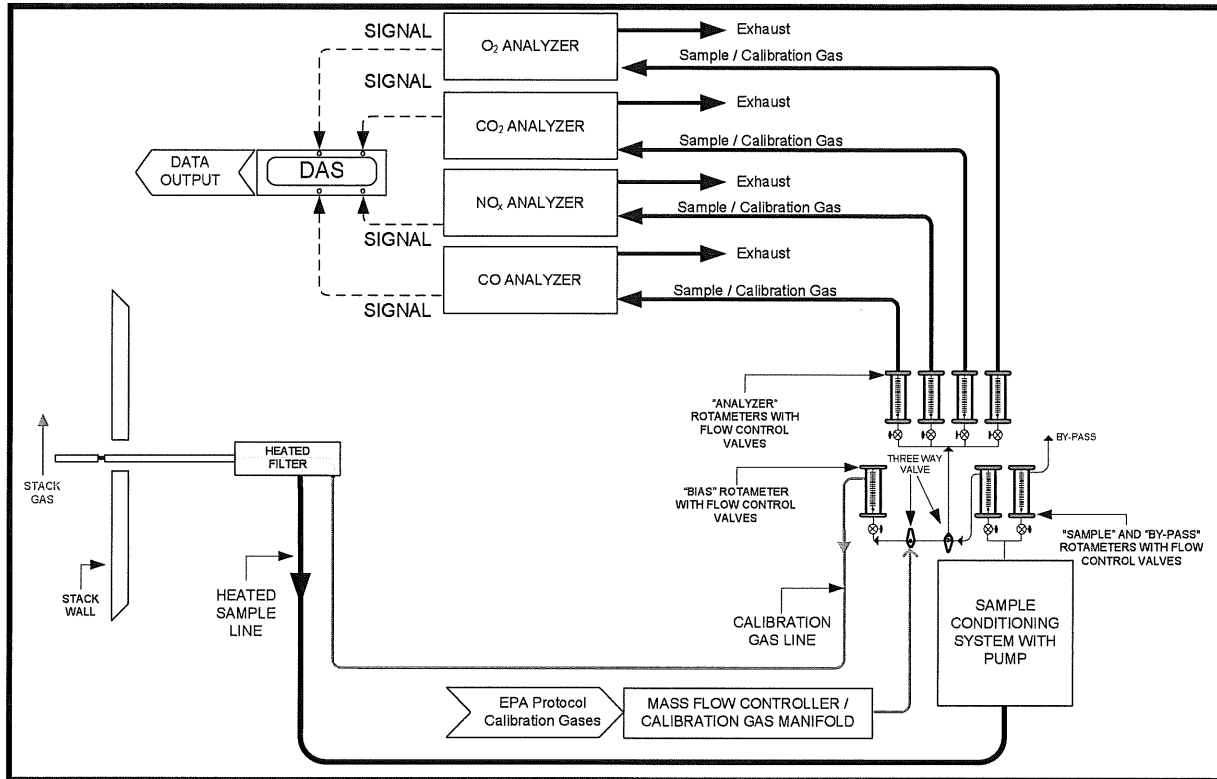 SIGNAL
O₂ ANALYZER
Exhaust
Sample / Calibration Gas
SIGNAL
CO₂ ANALYZER
Exhaust
Sample / Calibration Gas
DATA
OUTPUT
DAS
NOₓ ANALYZER
Exhaust
Sample / Calibration Gas
SIGNAL
CO ANALYZER
Exhaust
Sample / Calibration Gas
SIGNAL
"ANALYZER"
ROTAMETERS WITH
FLOW CONTROL
VALVES
BY-PASS
THREE WAY
VALVE
HEATED
FILTER
STACK
GAS
"BIAS" ROTAMETER
WITH FLOW CONTROL
VALVES
"SAMPLE" AND "BY-PASS"
ROTAMETERS WITH FLOW
CONTROL VALVES
STACK
WALL
HEATED
SAMPLE
LINE
CALIBRATION
GAS LINE
SAMPLE
CONDITIONING
SYSTEM WITH
PUMP
EPA Protocol
Calibration Gases
MASS FLOW CONTROLLER /
CALIBRATION GAS MANIFOLD